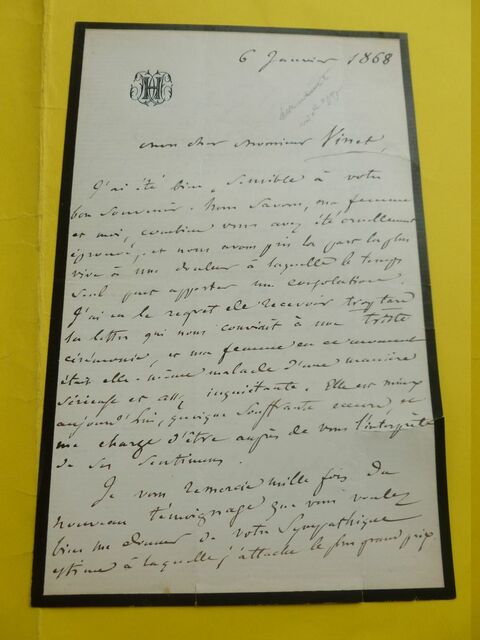 6 Janvier 1868
H
mon cher Monsieur Vinet,
J'ai été bien sensible à votre
bon souvenir. Nous savons, ma femme
et moi, combien vous avez été cruellement
éprouvé, et nous avons pris la part la plus
vive à une douleur à laquelle le temps
seul peut apporter un consolation.
J'ai eu le regret de recevoir trop tard
la lettre qui nous conviait à une triste
cérémonie, et ma femme en ce moment
était elle-même malade d'une manière
sérieuse et assez inquiétante. Elle est mieux
aujourd'hui, quoique souffrante encore, et
me charge d'être auprès de vous l'interprète
de ses sentimens.
Je vous remercie mille fois du
nouveau témoignage que vous voulez
bien me donner de votre sympathique
estime à laquelle j'attache le plus grand prix.